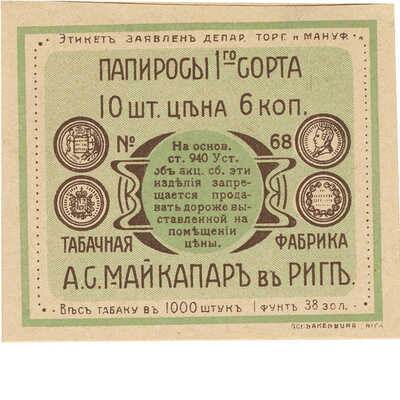 Этикетъ заявленъ депар. торг. и мануф.
ПАПИРОСЫ 1ГО СОРТА
10 ШТ. ЦѢНА 6 КОП.
№ 68
На основ.
ст. 940 Уст.
объ акц. сб. эти
издѣлія запре-
щается прода-
вать дороже вы-
ставленной на
помѣщеніи
цѣны.
ТАБАЧНАЯ ФАБРИКА
А.С. МАЙКАПАРЪ въ РИГѢ.
Вѣсъ табаку въ 1000 штукъ 1 фунтъ 38 зол.